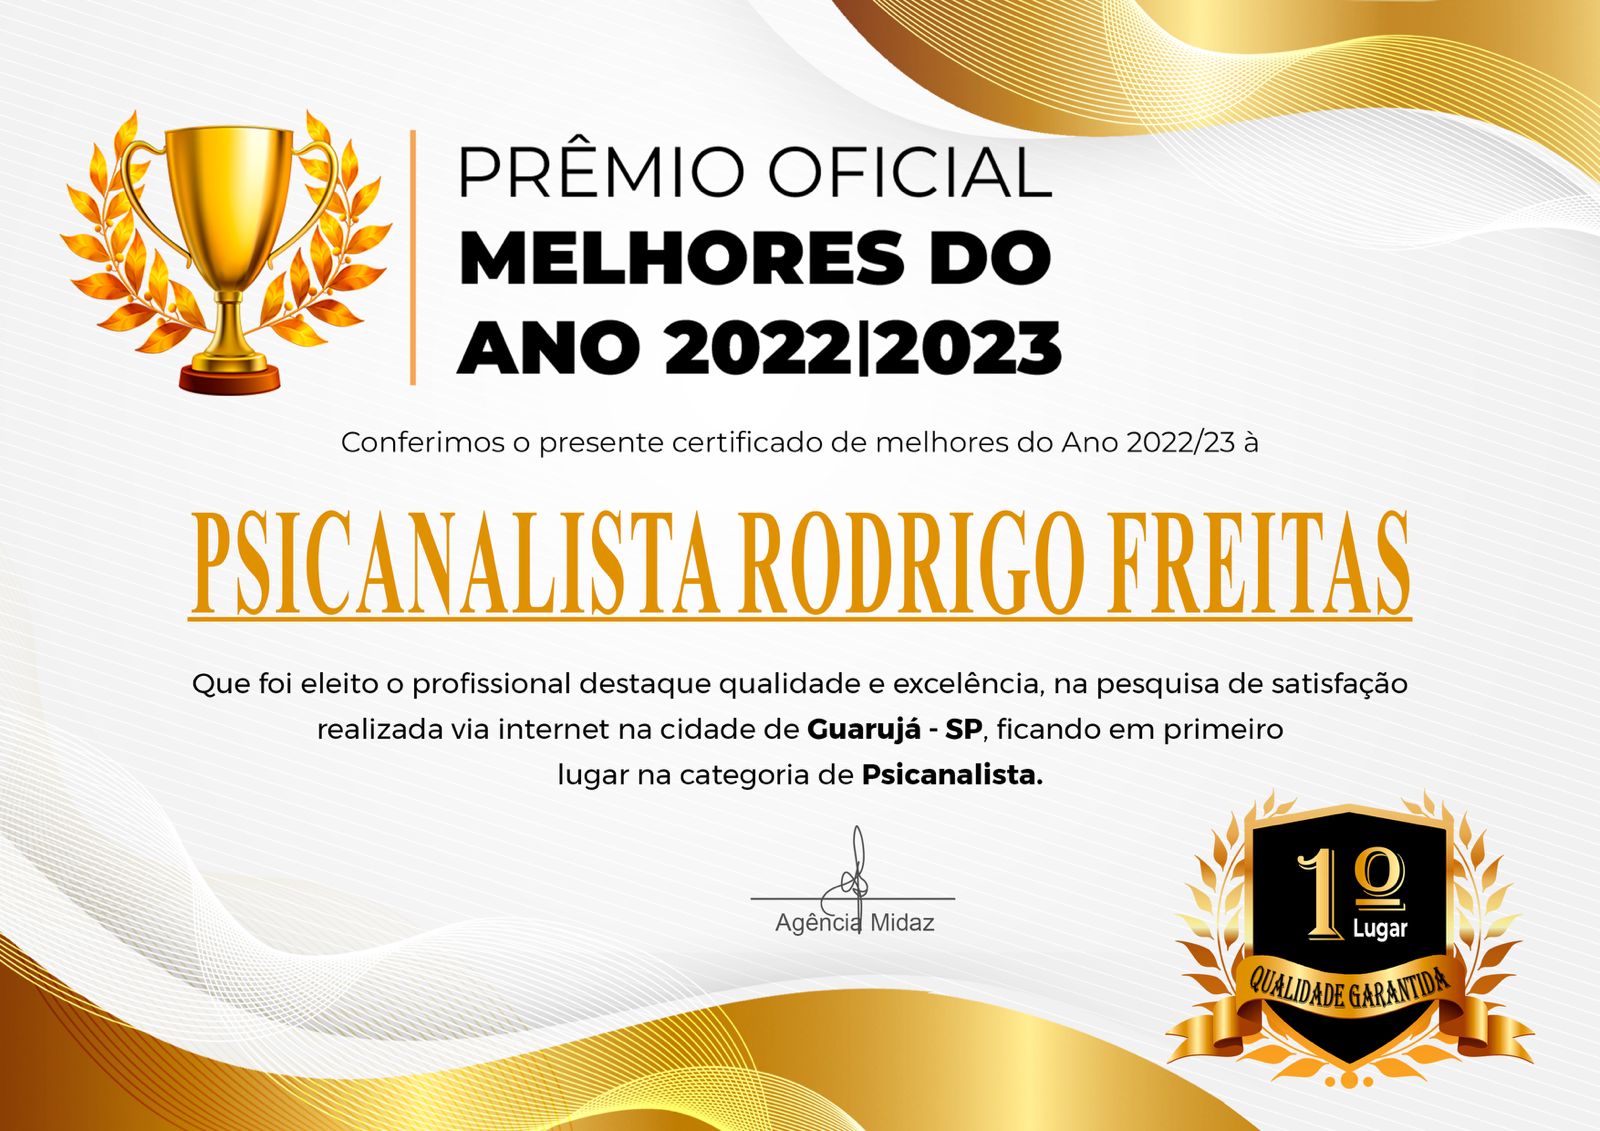 PRÊMIO OFICIAL
MELHORES DO
ANO 2022|2023
Conferimos o presente certificado de melhores do Ano 2022/23 à
PSICANALISTA RODRIGO FREITAS
Que foi eleito o profissional destaque qualidade e excelência, na pesquisa de satisfação
realizada via internet na cidade de Guarujá - SP, ficando em primeiro
lugar na categoria de Psicanalista.
Agência Midaz
1º
Lugar
QUALIDADE GARANTIDA